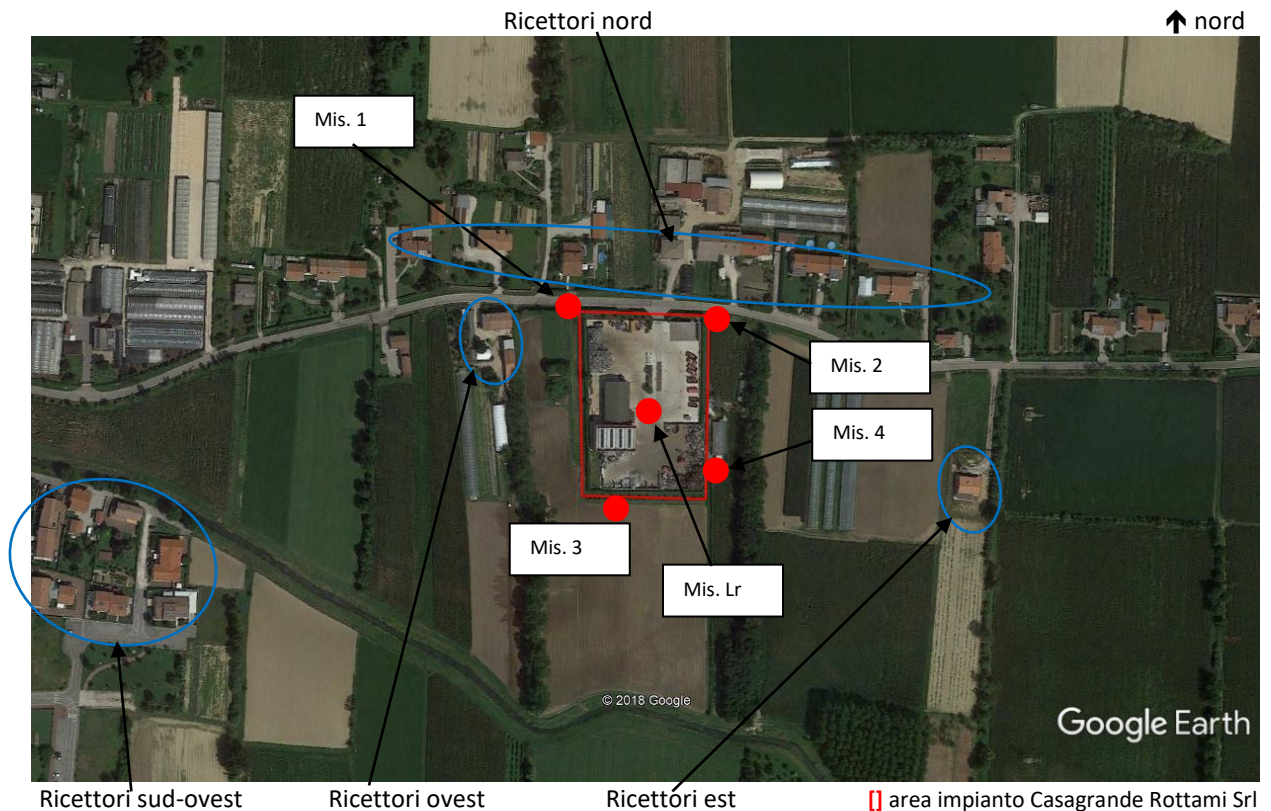 Ricettori nord
🡹 nord
Mis. 1
Mis. 2
Mis. 4
Mis. 3
Mis. Lr
© 2018 Google
Google Earth
Ricettori sud-ovest
Ricettori ovest
Ricettori est
[] area impianto Casagrande Rottami Srl